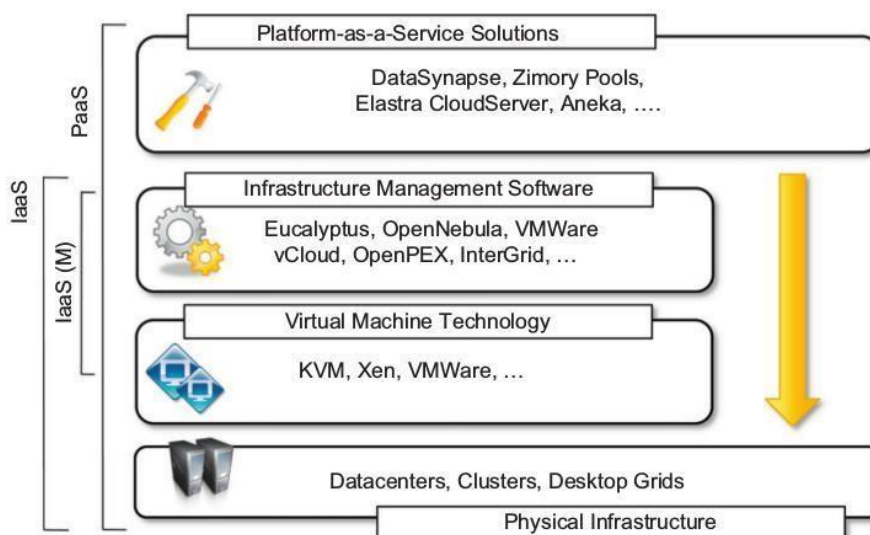 Platform-as-a-Service Solutions
DataSynapse, Zimory Pools,
Elastra CloudServer, Aneka, ....
PaaS
IaaS
IaaS (M)
Infrastructure Management Software
Eucalyptus, OpenNebula, VMWare
vCloud, OpenPEX, InterGrid, ...
Virtual Machine Technology
KVM, Xen, VMWare, ...
Datacenters, Clusters, Desktop Grids
Physical Infrastructure